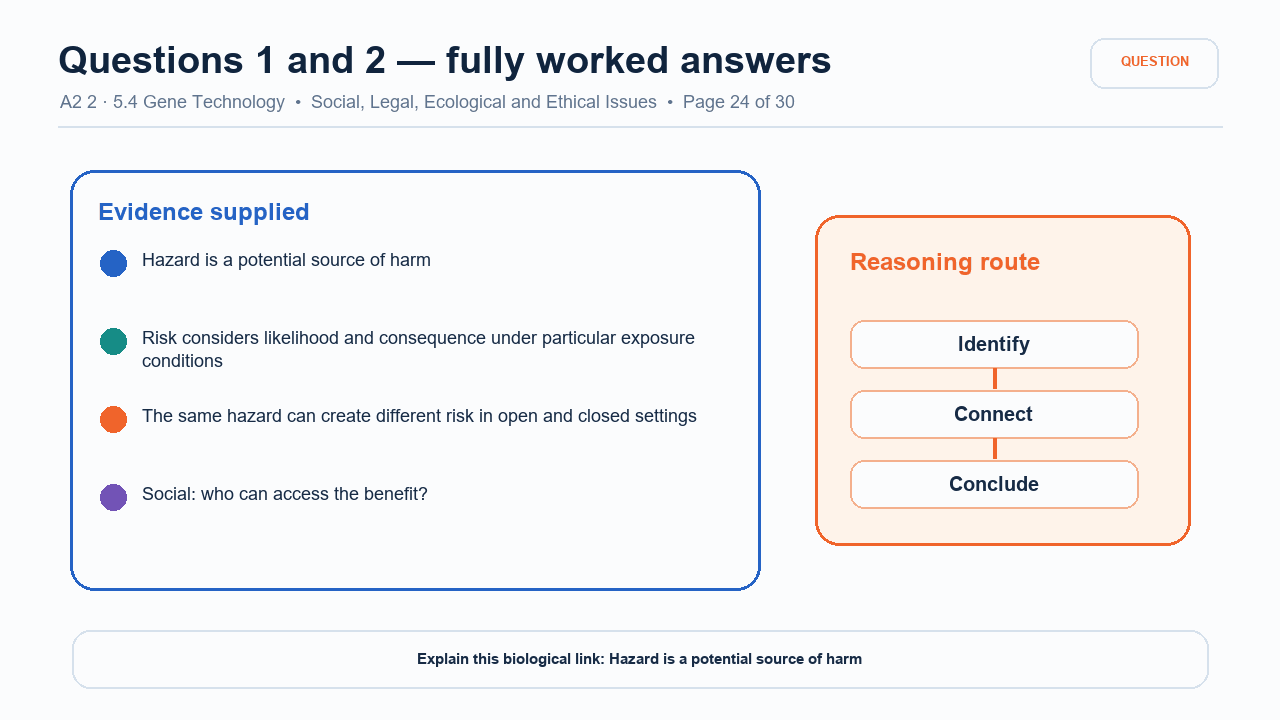 Questions 1 and 2 — fully worked answers
QUESTION
A2 2 · 5.4 Gene Technology • Social, Legal, Ecological and Ethical Issues • Page 24 of 30
Evidence supplied
Hazard is a potential source of harm
Risk considers likelihood and consequence under particular exposure
conditions
The same hazard can create different risk in open and closed settings
Social: who can access the benefit?
Reasoning route
Identify
Connect
Conclude
Explain this biological link: Hazard is a potential source of harm